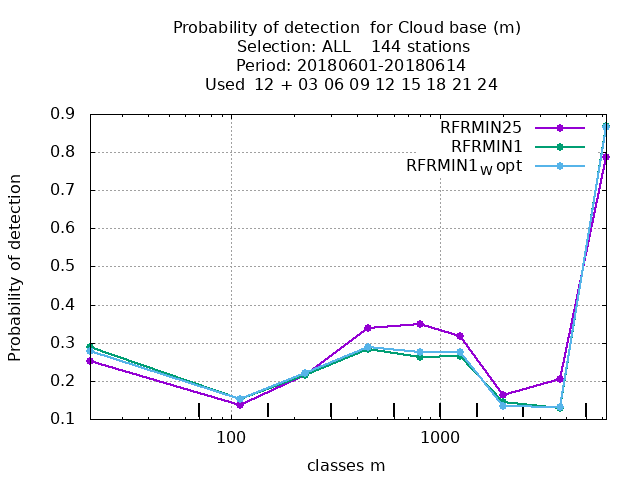 Probability of detection  for Cloud base (m)
Selection: ALL    144 stations
Period: 20180601-20180614
Used  12 + 03 06 09 12 15 18 21 24
RFRMIN25
RFRMIN1
RFRMIN1w opt
0.9
0.8
0.7
0.6
0.5
0.4
0.3
0.2
0.1
Probability of detection
100
1000
classes m